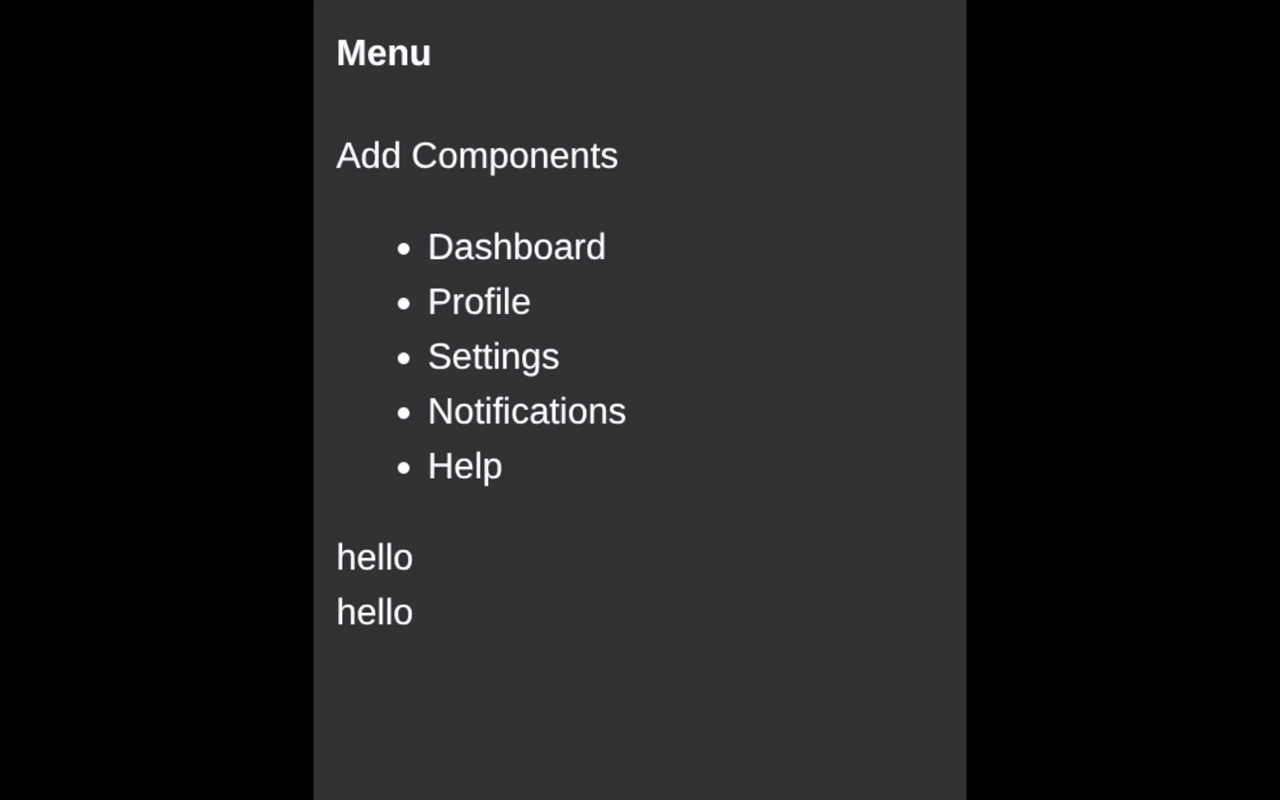 Menu
Add Components
Dashboard
Profile
Settings
Notifications
Help
hello
hello